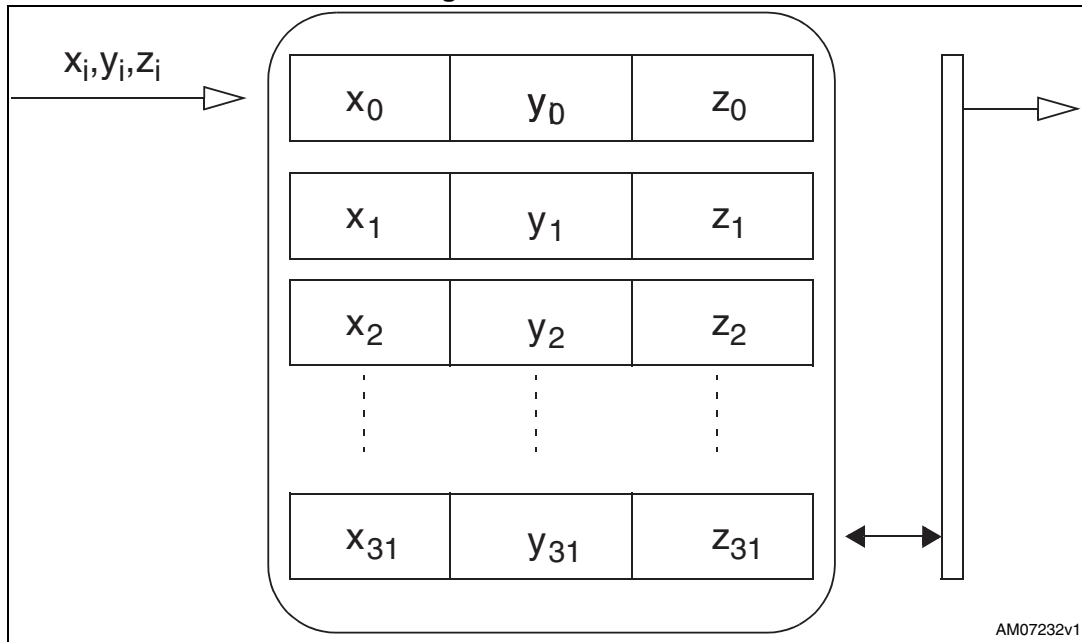 xᵢ,yᵢ,zᵢ
x₀ y₀ z₀
x₁ y₁ z₁
x₂ y₂ z₂
x₃₁ y₃₁ z₃₁
AM07232v1